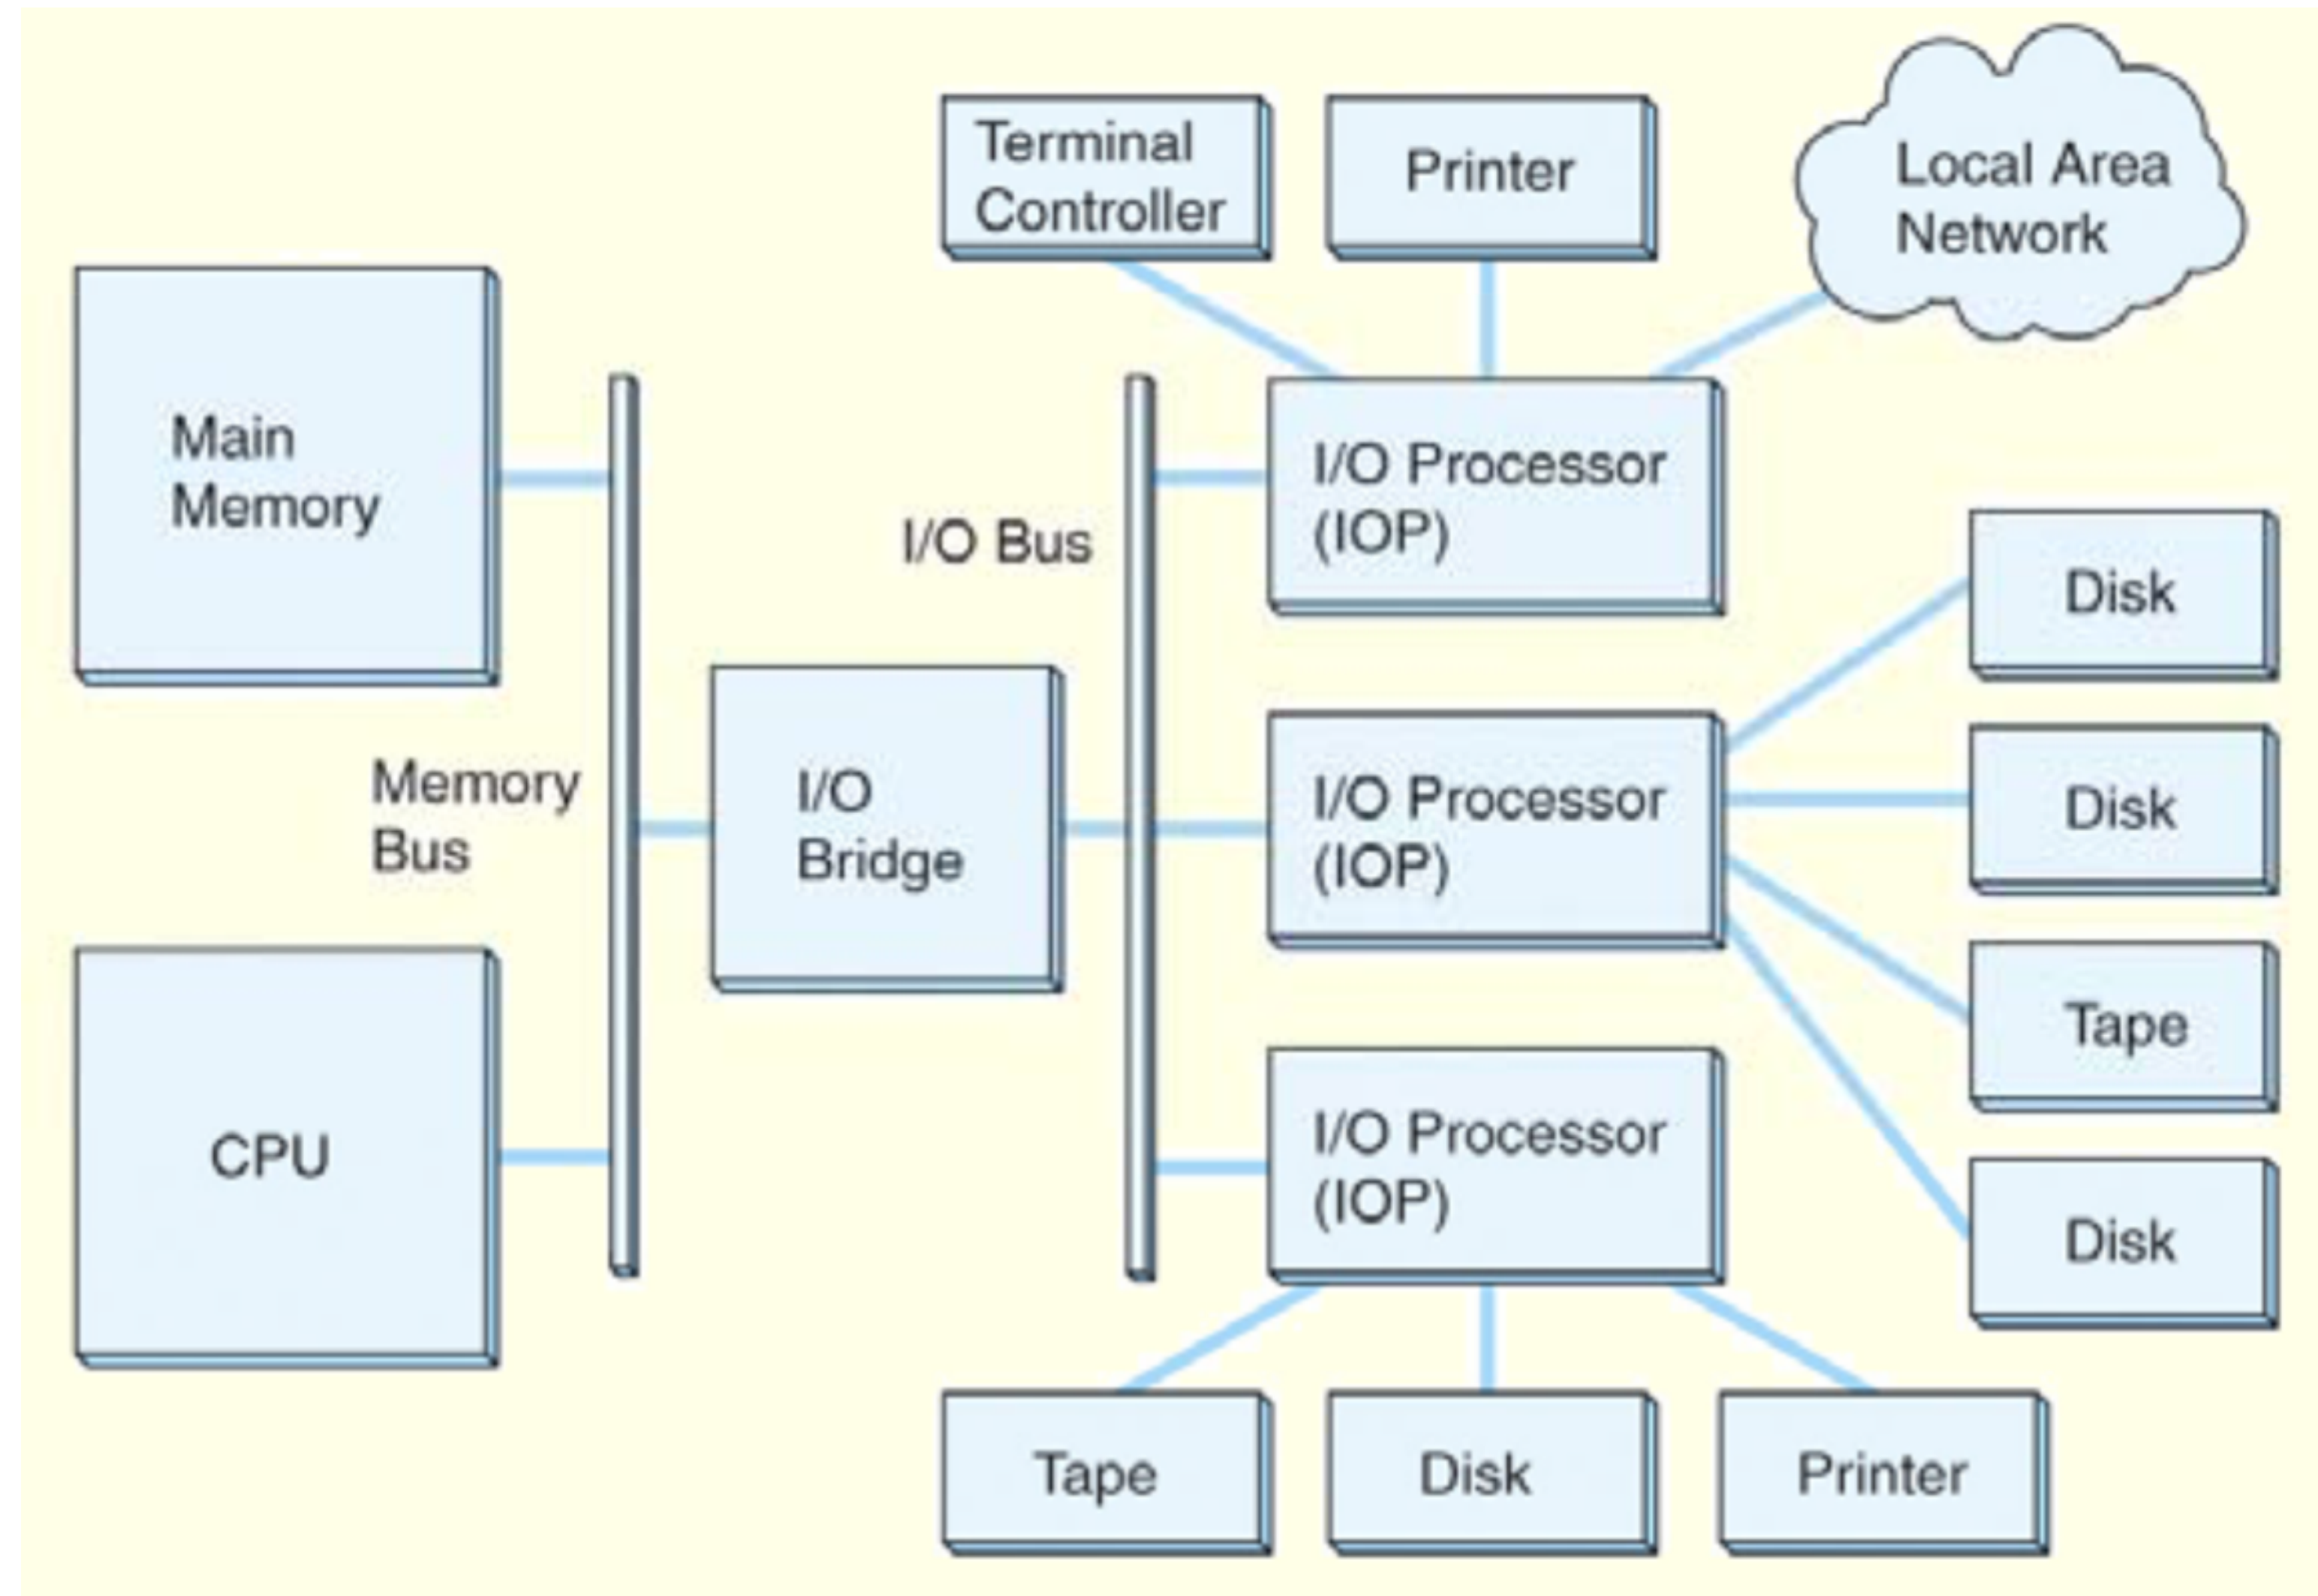 Terminal
Controller
Printer
Local Area
Network
Main
Memory
I/O Bus
I/O Processor
(IOP)
Disk
Memory
Bus
I/O
Bridge
I/O Processor
(IOP)
Disk
Tape
CPU
I/O Processor
(IOP)
Disk
Tape
Disk
Printer